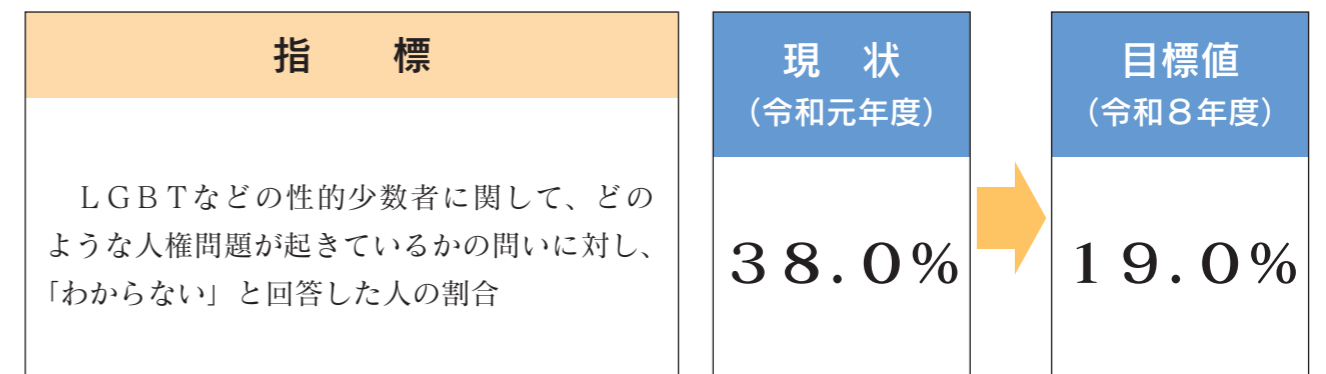 指　標
現　状
（令和元年度）
目標値
（令和８年度）
　ＬＧＢＴなどの性的少数者に関して、どの
ような人権問題が起きているかの問いに対し、
「わからない」と回答した人の割合
３８.０％
１９.０％